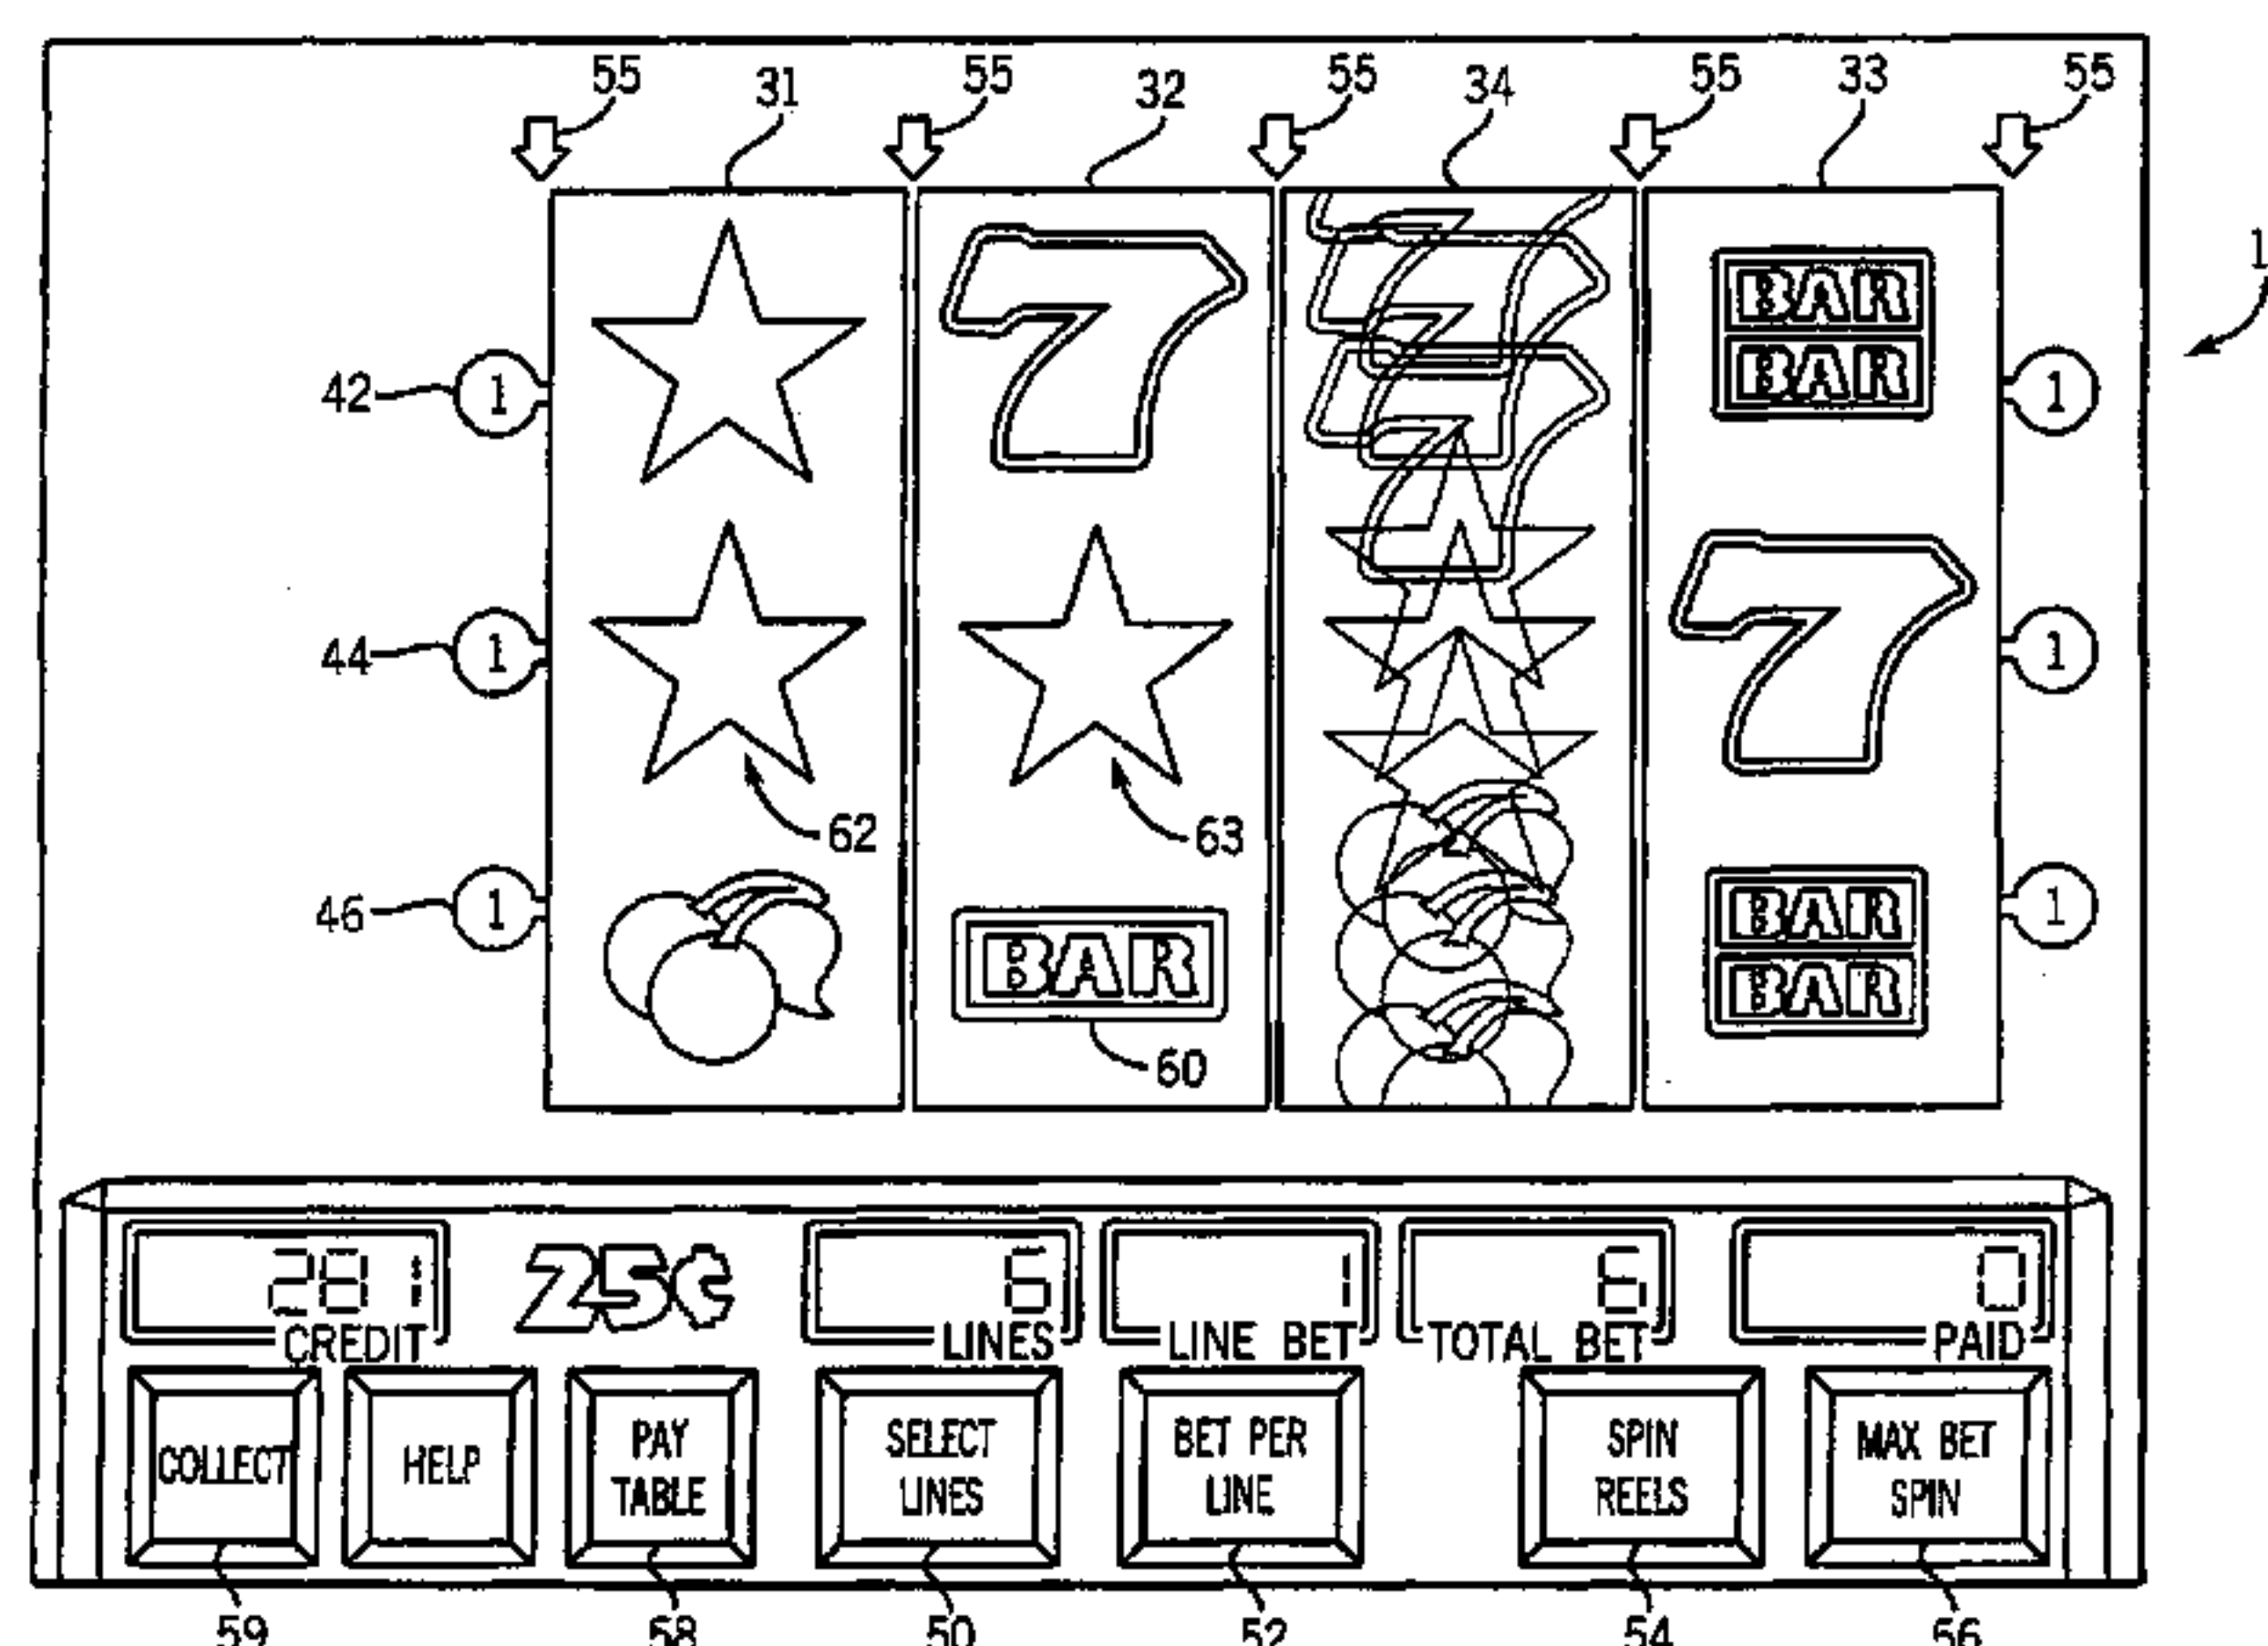 55 31 55 32 55 34 55 33 55
1
BAR
BAR
42 1 1
44 1 1
62 63
46 1 1
BAR
BAR
BAR
60
281 25¢ 6 1 6 0
CREDIT LINES LINE BET TOTAL BET PAID
COLLECT HELP PAY TABLE SELECT LINES BET PER LINE SPIN REELS MAX BET SPIN
59 58 50 52 54 56